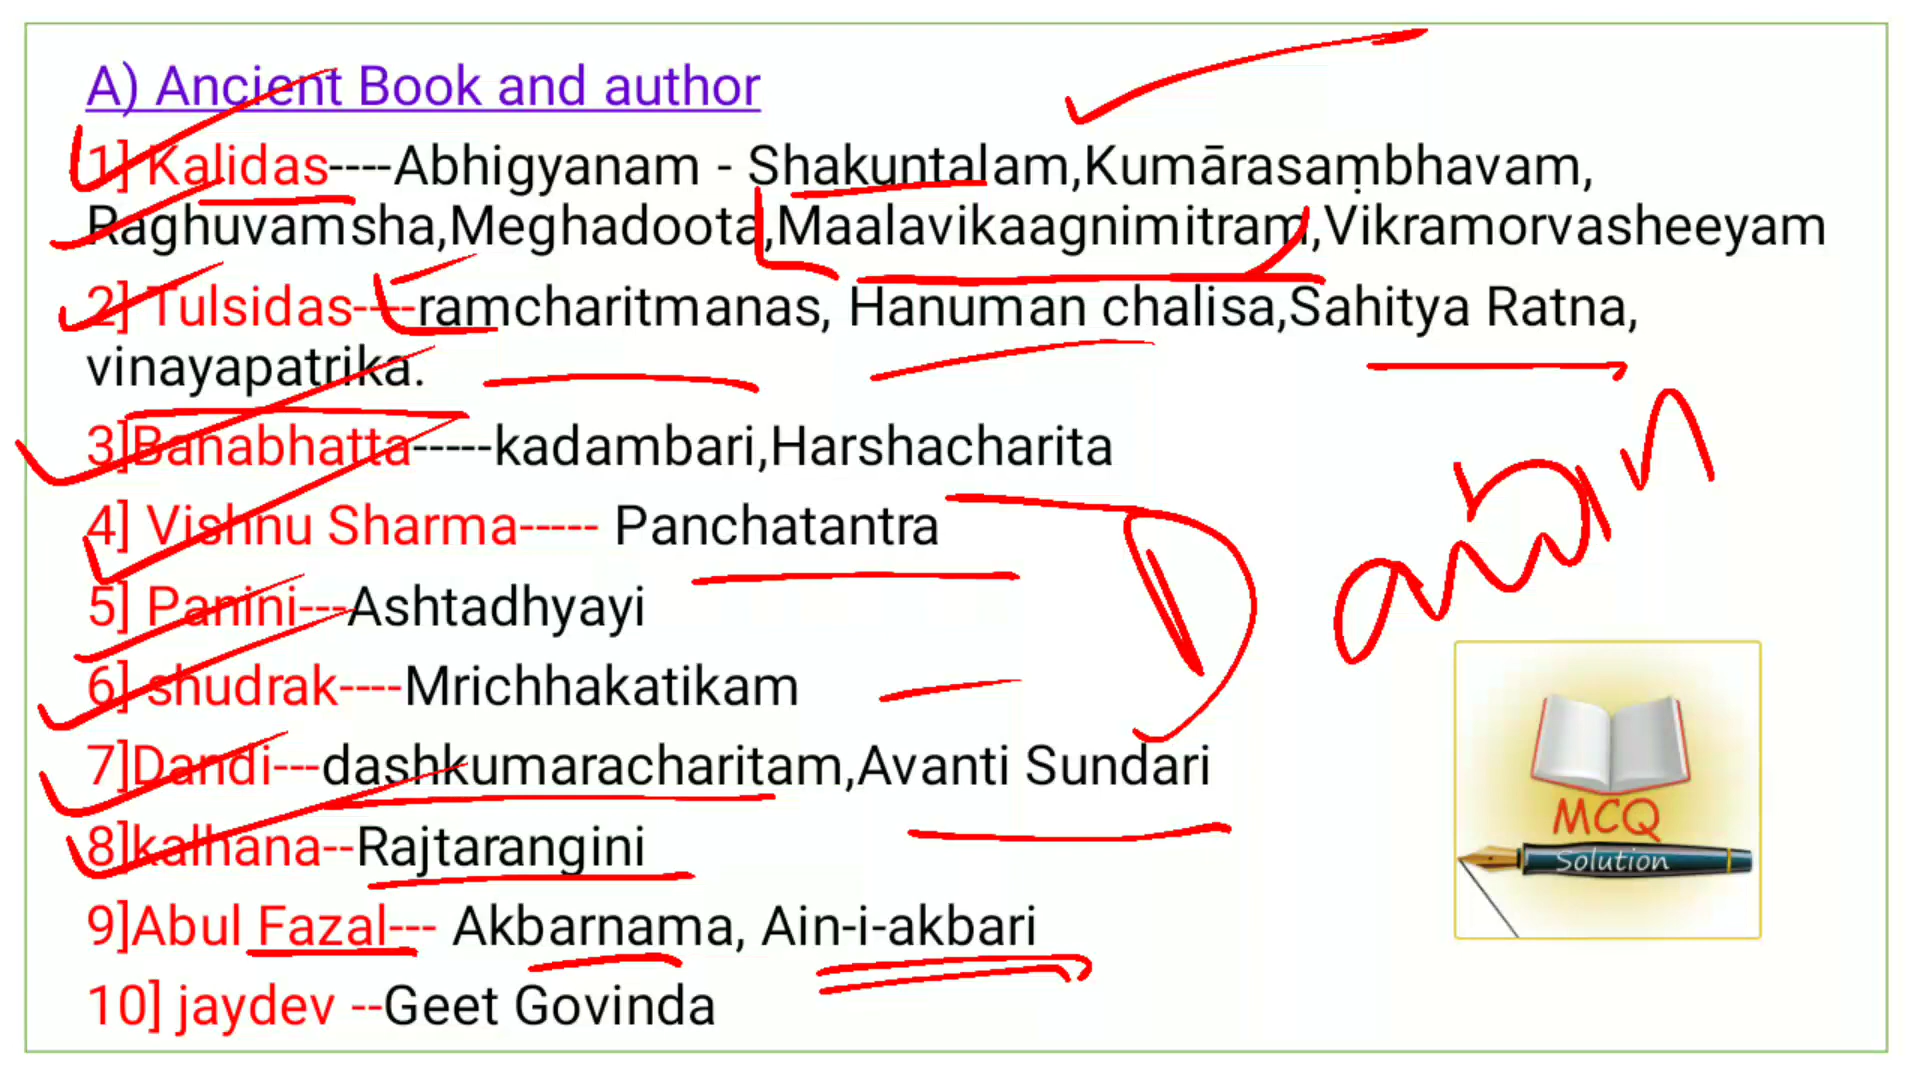 A) Ancient Book and author
1] Kalidas----Abhigyanam - Shakuntalam,Kumārasaṃbhavam,
Raghuvamsha,Meghadoota,Maalavikaagnimitram,Vikramorvasheeyam
2] Tulsidas-----ramcharitmanas, Hanuman chalisa,Sahitya Ratna,
vinayapatrika.
3]Banabhatta-----kadambari,Harshacharita
4] Vishnu Sharma----- Panchatantra
5] Panini---Ashtadhyayi
6] shudrak----Mrichhakatikam
7]Dandi---dashkumaracharitam,Avanti Sundari
8]kalhana--Rajtarangini
9]Abul Fazal--- Akbarnama, Ain-i-akbari
10] jaydev --Geet Govinda
MCQ
Solution